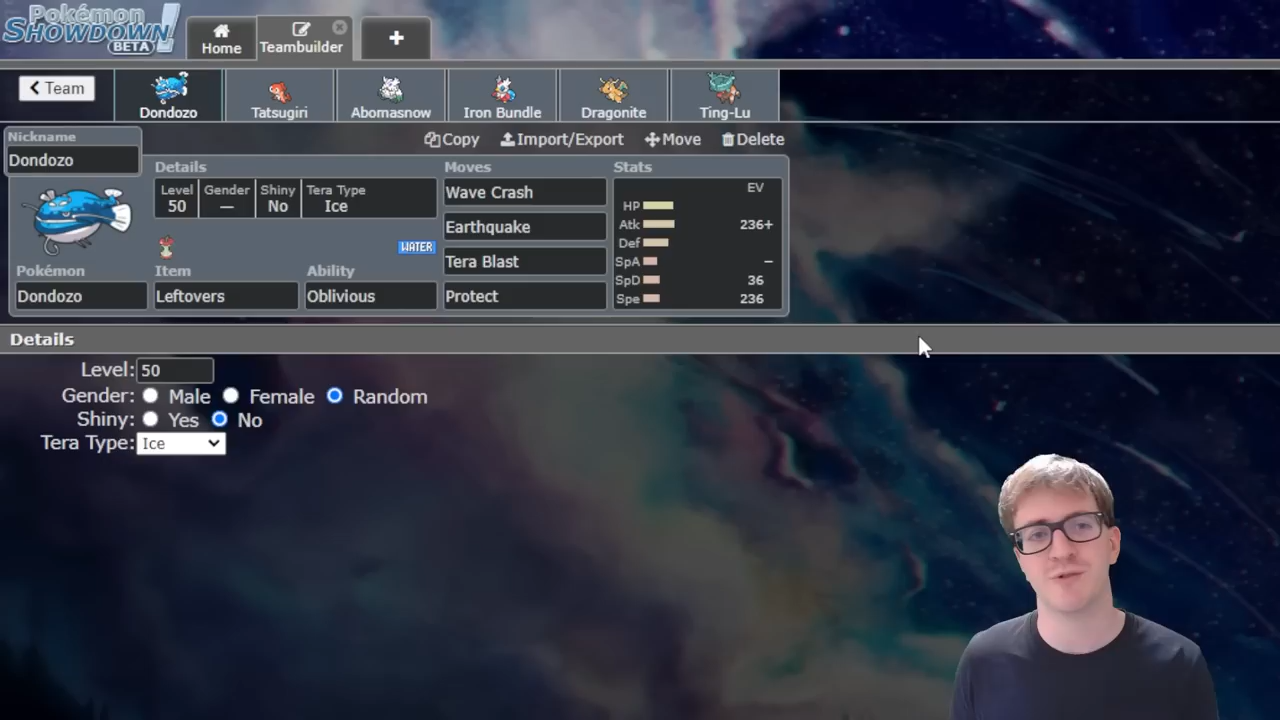 Pokémon
SHOWDOWN!
BETA
Home
Teambuilder
+
Team
Dondozo
Tatsugiri
Abomasnow
Iron Bundle
Dragonite
Ting-Lu
Nickname
Dondozo
Copy
Import/Export
Move
Delete
Details
Level
50
Gender
—
Shiny
No
Tera Type
Ice
WATER
Pokémon
Dondozo
Item
Leftovers
Ability
Oblivious
Moves
Wave Crash
Earthquake
Tera Blast
Protect
Stats
EV
HP
Atk 236+
Def
SpA –
SpD 36
Spe 236
Details
Level: 50
Gender: Male Female Random
Shiny: Yes No
Tera Type: Ice